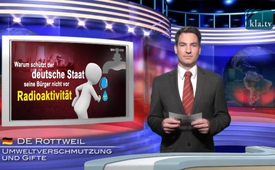 kla.tv
Warum schützt der
deutsche Staat
seine Bürger nicht vor
Radioaktivität
DE Rottweil
Umweltverschmutzung
und Gifte